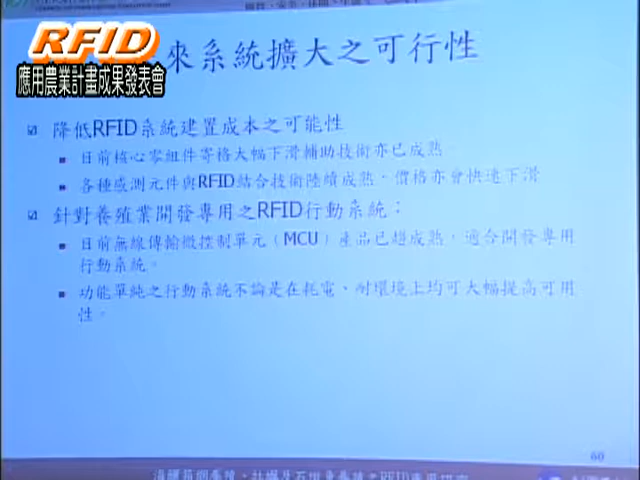 RFID
應用農業計畫成果發表會
來系統擴大之可行性
降低RFID系統建置成本之可能性
目前核心零組件寄格大幅下滑輔助技術亦已成熟。
各種感測元件與RFID結合技術陸續成熟，價格亦會快速下滑
針對養殖業開發專用之RFID行動系統：
目前無線傳輸微控制單元（MCU）產品已趨成熟，適合開發專用
行動系統。
功能單純之行動系統不論是在耗電、耐環境上均可大幅提高可用
性。
60